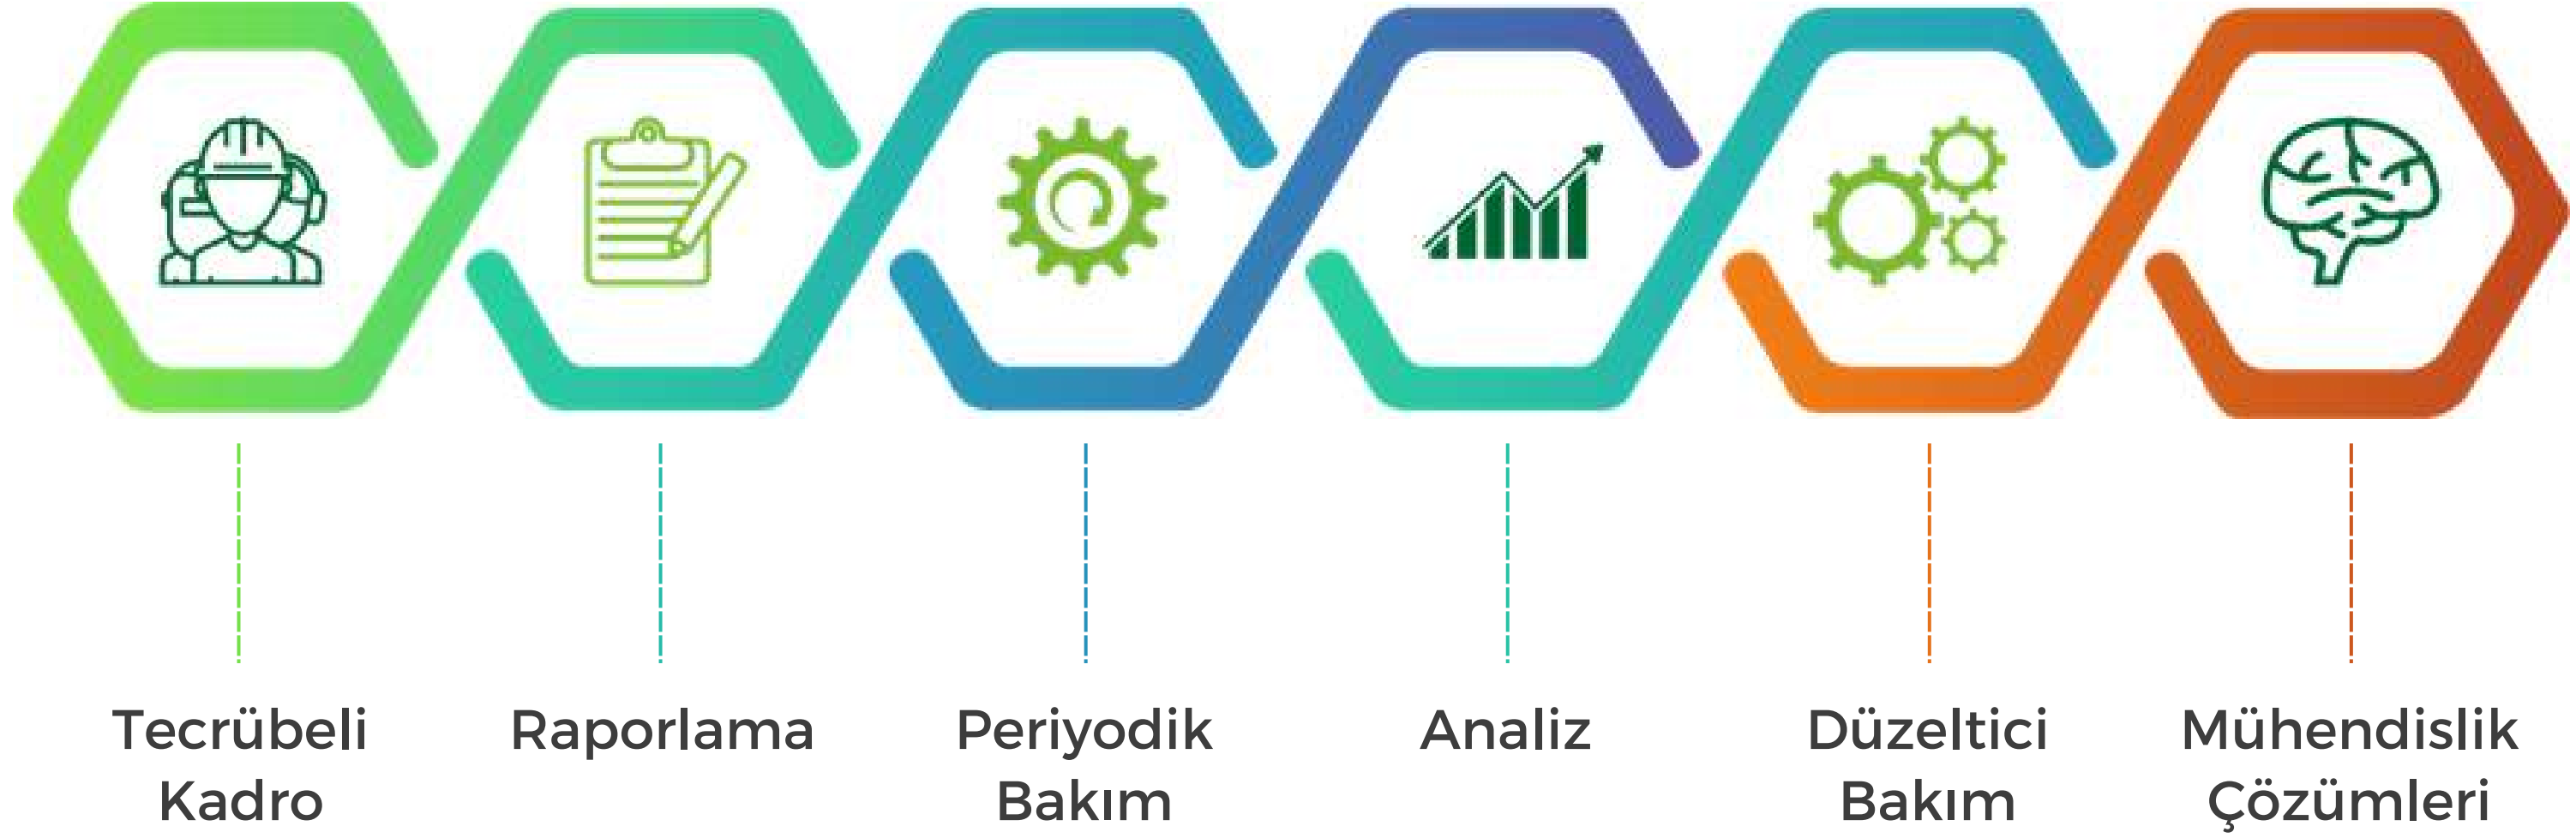 Tecrübeli
Kadro
Raporlama
Periyodik
Bakım
Analiz
Düzeltici
Bakım
Mühendislik
Çözümleri